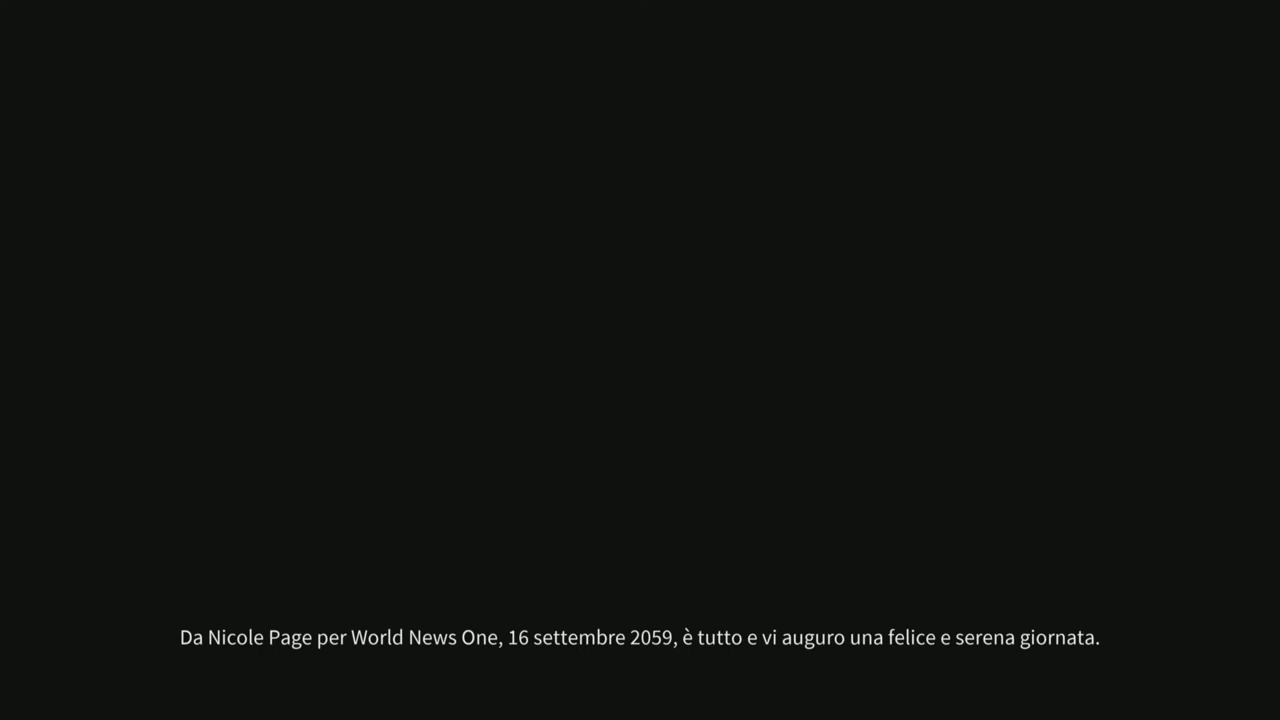 Da Nicole Page per World News One, 16 settembre 2059, è tutto e vi auguro una felice e serena giornata.